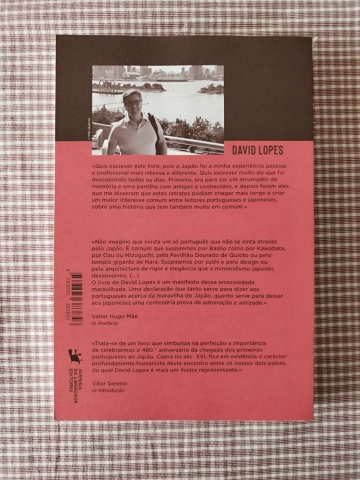 DAVID LOPES
«Quis escrever este livro, pois o Japão foi a minha experiência pessoal
e profissional mais intensa e diferente. Quis escrever muito do que fui
descobrindo todos os dias. Primeiro, era para ser um arrumador de
memória e uma partilha com amigos e conhecidos, e depois foram eles
que me disseram que estes retratos podiam chegar mais longe e criar
um maior interesse comum entre leitores portugueses e japoneses,
sobre uma história que tem também muito em comum.»
«Não imagino que exista um só português que não se sinta atraído
pelo Japão. É comum que suspiremos por Basho como por Kawabata,
por Ozu ou Mizoguchi, pelo Pavilhão Dourado de Quioto ou pelo
templo gigante de Nara. Suspiramos por sushi e pelo design ou
pela arquitectura de rigor e elegância que o minimalismo japonês
desenvolveu. (...)
O livro de David Lopes é um manifesto dessa amorosidade
maravilhada. Uma declaração que tanto serve para dizer aos
portugueses acerca da maravilha do Japão, quanto serve para deixar
aos japoneses uma centenária prova de admiração e amizade.»
Valter Hugo Mãe
in Prefácio
«Trata-se de um livro que simboliza na perfeição a importância
de celebrarmos o 480.º aniversário da chegada dos primeiros
portugueses ao Japão. Como no séc. XVI, fica em evidência o carácter
profundamente humanista deste encontro entre os nossos dois países,
do qual David Lopes é mais um ilustre representante.»
Vítor Sereno
in Introdução